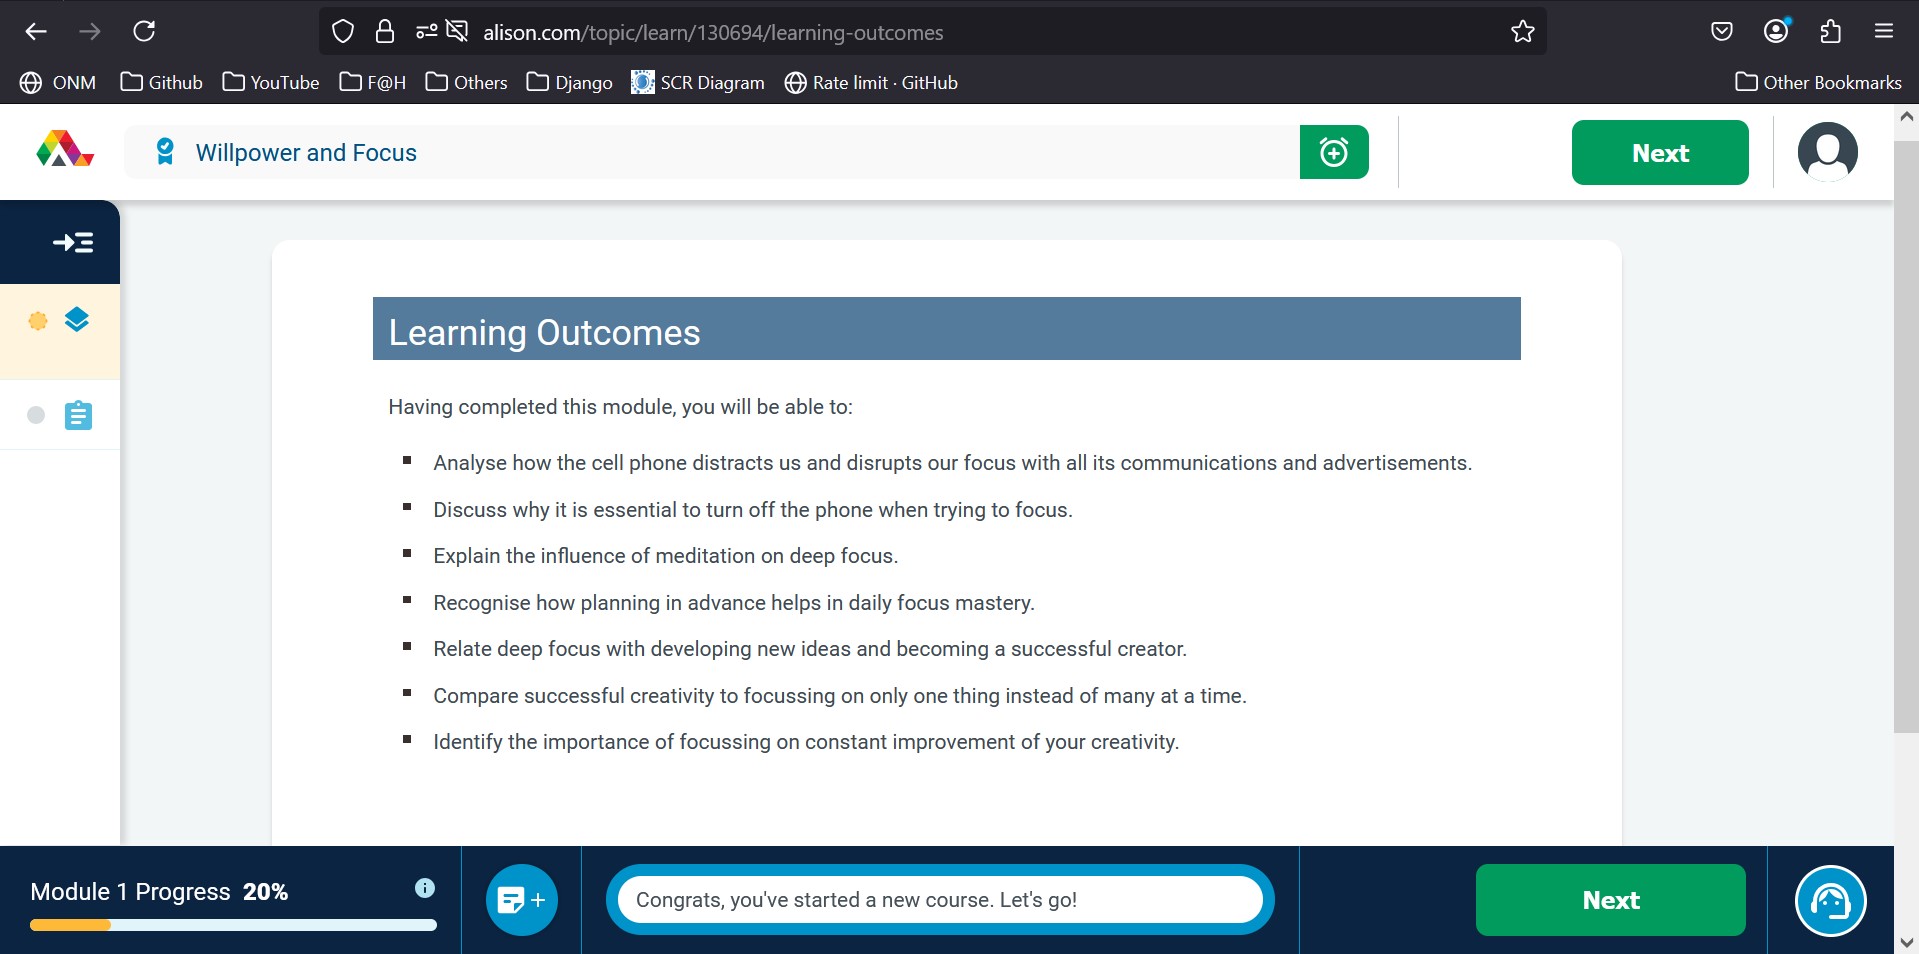 alison.com/topic/learn/130694/learning-outcomes
ONM Github YouTube F@H Others Django SCR Diagram Rate limit · GitHub Other Bookmarks
Willpower and Focus
Next
Learning Outcomes
Having completed this module, you will be able to:
Analyse how the cell phone distracts us and disrupts our focus with all its communications and advertisements.
Discuss why it is essential to turn off the phone when trying to focus.
Explain the influence of meditation on deep focus.
Recognise how planning in advance helps in daily focus mastery.
Relate deep focus with developing new ideas and becoming a successful creator.
Compare successful creativity to focussing on only one thing instead of many at a time.
Identify the importance of focussing on constant improvement of your creativity.
Module 1 Progress 20%
Congrats, you've started a new course. Let's go!
Next